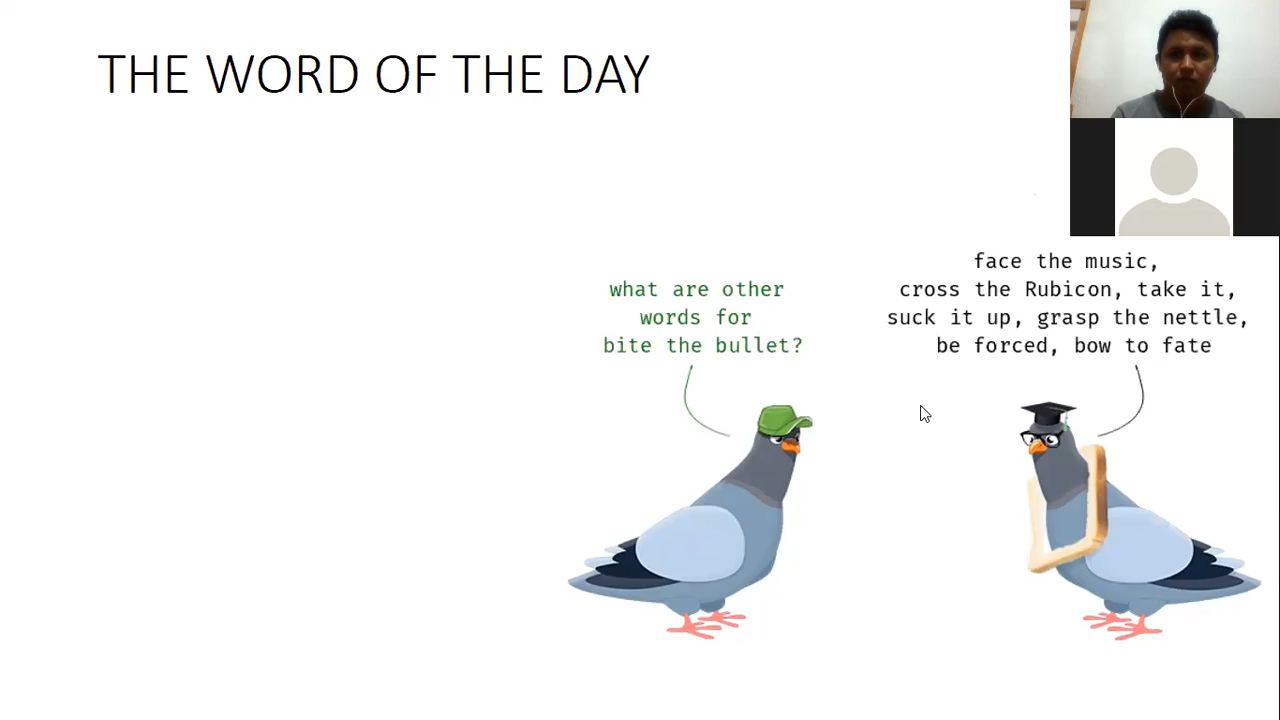 THE WORD OF THE DAY
what are other
words for
bite the bullet?
face the music,
cross the Rubicon, take it,
suck it up, grasp the nettle,
be forced, bow to fate